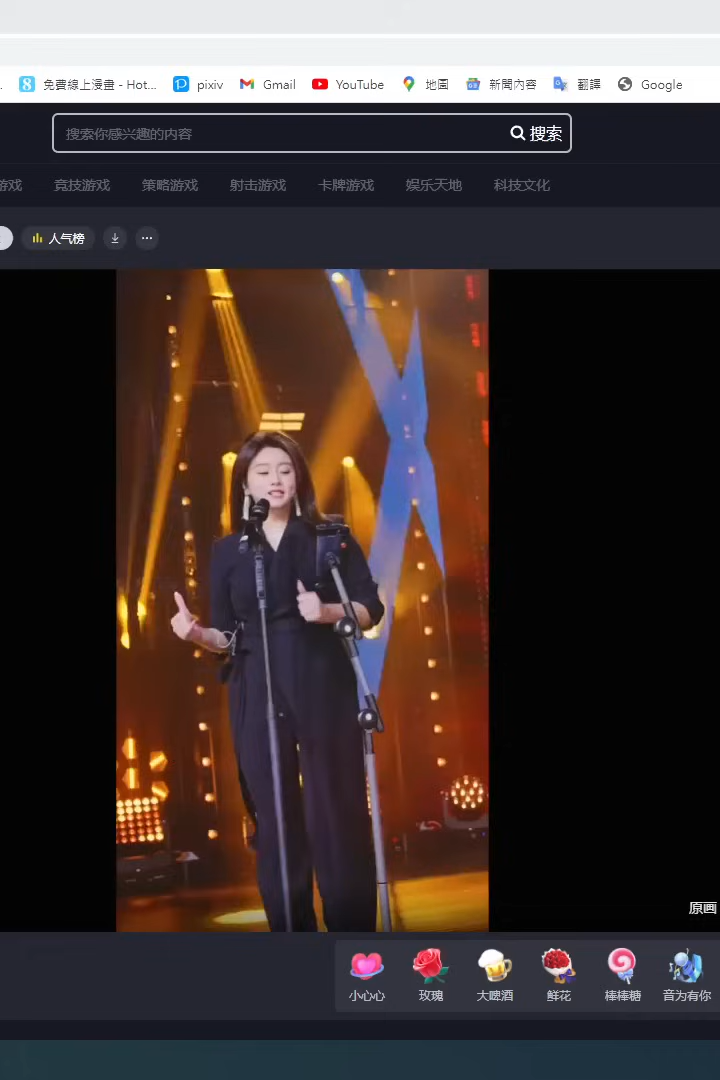 免費線上漫畫 - Hot... pixiv Gmail YouTube 地圖 新聞內容 翻譯 Google
搜索你感兴趣的内容 搜索
游戏 竞技游戏 策略游戏 射击游戏 卡牌游戏 娱乐天地 科技文化
人气榜
原画
小心心 玫瑰 大啤酒 鲜花 棒棒糖 音为有你